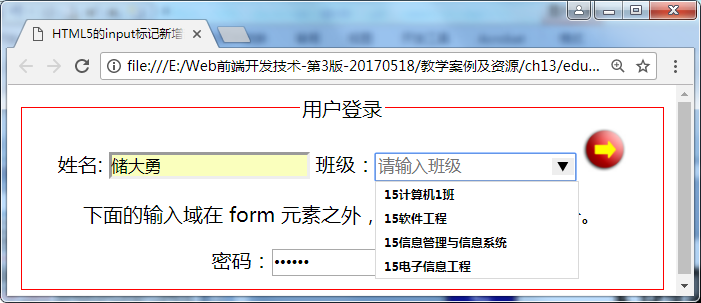 HTML5的input标记新增
file:///E:/Web前端开发技术-第3版-20170518/教学案例及资源/ch13/edu...
用户登录
姓名: 储大勇 班级：请输入班级
15计算机1班
下面的输入域在 form 元素之外，
15软件工程
15信息管理与信息系统
密码：••••••
15电子信息工程